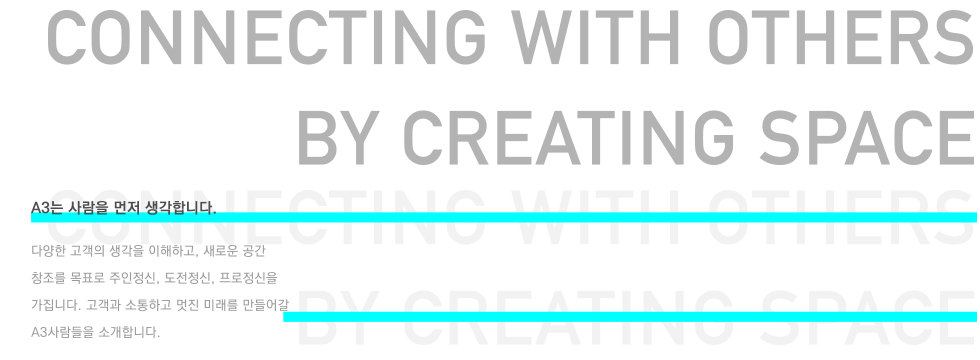 CONNECTING WITH OTHERS
BY CREATING SPACE
CONNECTING WITH OTHERS
A3는 사람을 먼저 생각합니다.
다양한 고객의 생각을 이해하고, 새로운 공간
창조를 목표로 주인정신, 도전정신, 프로정신을
가집니다. 고객과 소통하고 멋진 미래를 만들어갈
BY CREATING SPACE
A3사람들을 소개합니다.